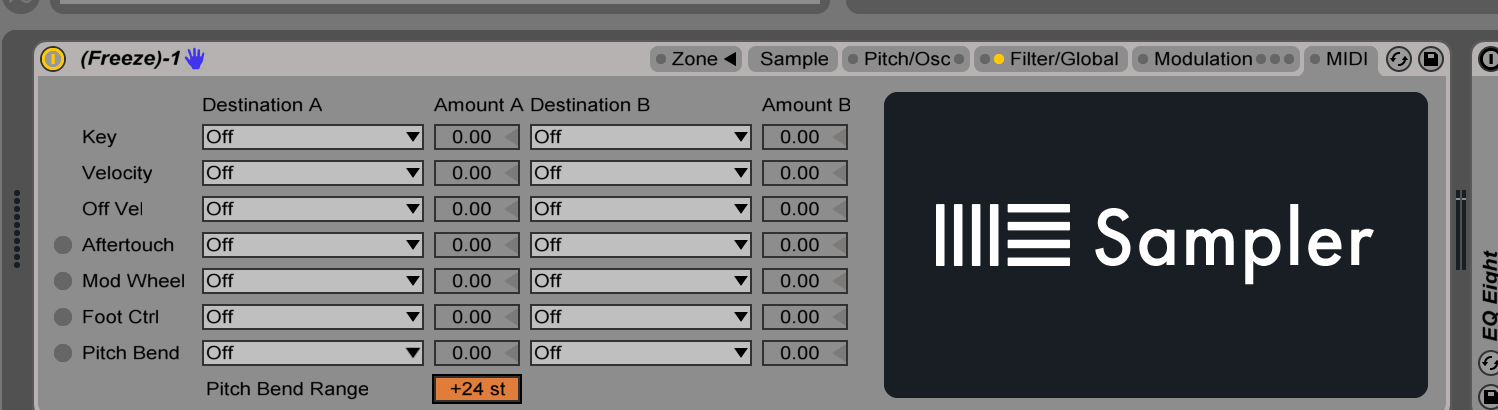 (Freeze)-1 Zone Sample Pitch/Osc Filter/Global Modulation MIDI
Destination A Amount A Destination B Amount B
Key Off 0.00 Off 0.00
Velocity Off 0.00 Off 0.00
Off Vel Off 0.00 Off 0.00
Aftertouch Off 0.00 Off 0.00
Mod Wheel Off 0.00 Off 0.00
Foot Ctrl Off 0.00 Off 0.00
Pitch Bend Off 0.00 Off 0.00
Pitch Bend Range +24 st
Sampler
EQ Eight